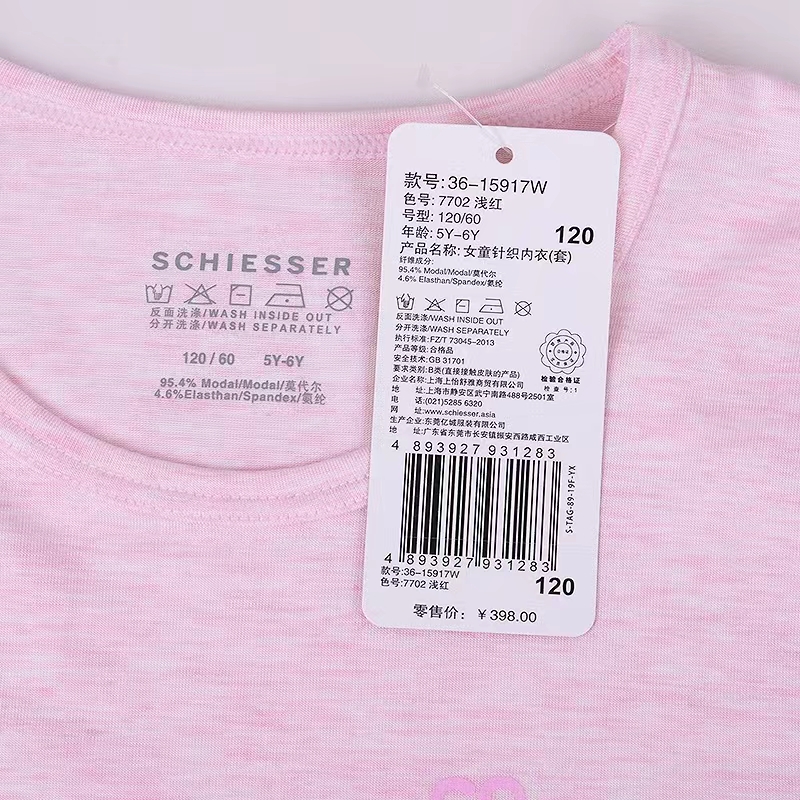 SCHIESSER
反面洗涤/WASH INSIDE OUT
分开洗涤/WASH SEPARATELY
120 / 60 5Y-6Y
95.4% Modal/Modal/莫代尔
4.6%Elasthan/Spandex/氨纶
款号: 36-15917W
色号: 7702 浅红
号型: 120/60
年龄: 5Y-6Y
120
产品名称: 女童针织内衣(套)
纤维成分:
95.4% Modal/Modal/莫代尔
4.6% Elasthan/Spandex/氨纶
反面洗涤/WASH INSIDE OUT
分开洗涤/WASH SEPARATELY
执行标准: FZ/T 73045-2013
产品等级: 合格品
安全技术: GB 31701
要求类别: B类(直接接触皮肤的产品)
企业名称: 上海上怡舒雅商贸有限公司
地 址: 上海市静安区武宁南路488号2501室
电 话: (021)5285 6320
网 址: www.schiesser.asia
生产企业: 东莞亿城服装有限公司
地 址: 广东省东莞市长安镇振安西路咸西工业区
检验合格证
检 查 号: 1
4 893927 931283
S-TAG-89-19F-YX
4 893927 931283
款号:36-15917W
色号:7702 浅红
120
零售价: ¥398.00